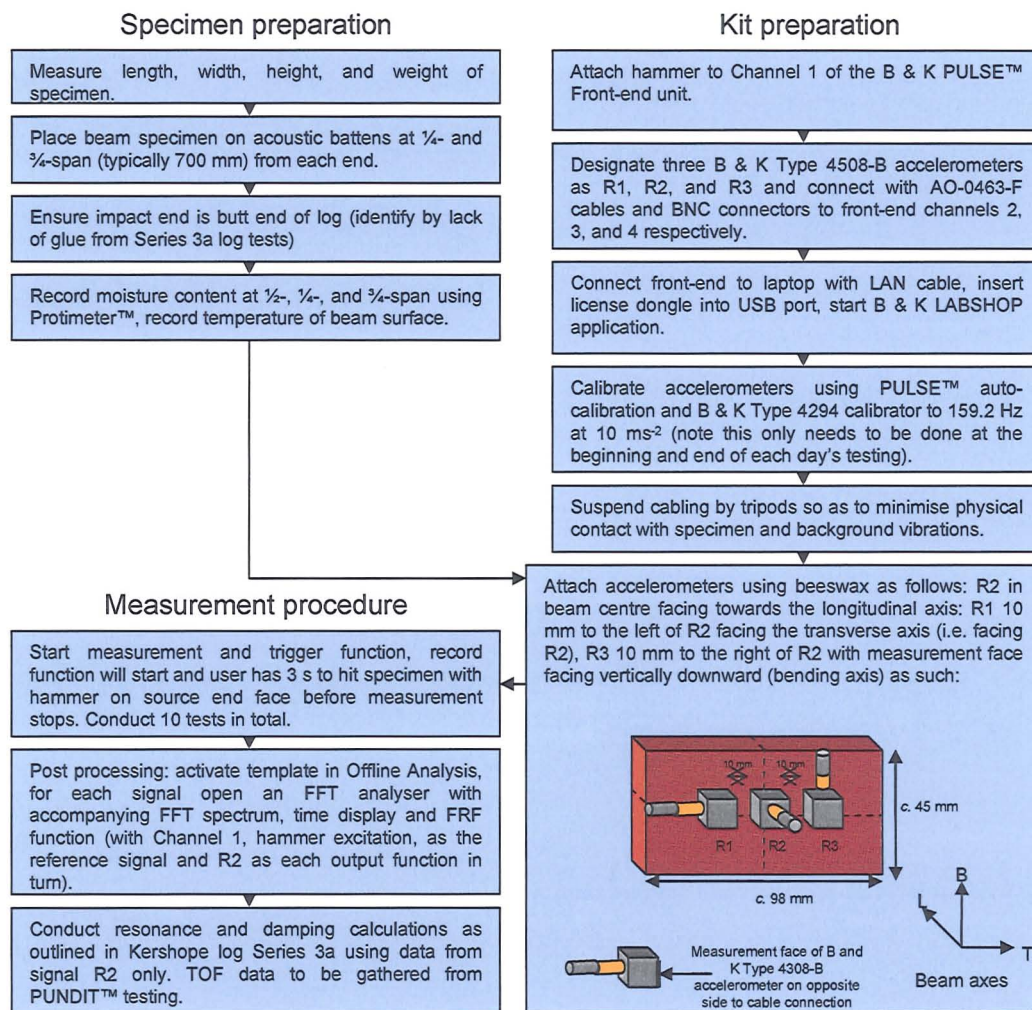 Specimen preparation
Measure length, width, height, and weight of
specimen.
Place beam specimen on acoustic battens at ¼- and
¾-span (typically 700 mm) from each end.
Ensure impact end is butt end of log (identify by lack
of glue from Series 3a log tests)
Record moisture content at ½-, ¼-, and ¾-span using
Protimeter™, record temperature of beam surface.
Kit preparation
Attach hammer to Channel 1 of the B & K PULSE™
Front-end unit.
Designate three B & K Type 4508-B accelerometers
as R1, R2, and R3 and connect with AO-0463-F
cables and BNC connectors to front-end channels 2,
3, and 4 respectively.
Connect front-end to laptop with LAN cable, insert
license dongle into USB port, start B & K LABSHOP
application.
Calibrate accelerometers using PULSE™ auto-
calibration and B & K Type 4294 calibrator to 159.2 Hz
at 10 ms-2 (note this only needs to be done at the
beginning and end of each day's testing).
Suspend cabling by tripods so as to minimise physical
contact with specimen and background vibrations.
Attach accelerometers using beeswax as follows: R2 in
beam centre facing towards the longitudinal axis: R1 10
mm to the left of R2 facing the transverse axis (i.e. facing
R2), R3 10 mm to the right of R2 with measurement face
facing vertically downward (bending axis) as such:
10 mm
10 mm
R1
R2
R3
c. 45 mm
c. 98 mm
B
L
T
Beam axes
Measurement face of B and
K Type 4308-B
accelerometer on opposite
side to cable connection
Measurement procedure
Start measurement and trigger function, record
function will start and user has 3 s to hit specimen with
hammer on source end face before measurement
stops. Conduct 10 tests in total.
Post processing: activate template in Offline Analysis,
for each signal open an FFT analyser with
accompanying FFT spectrum, time display and FRF
function (with Channel 1, hammer excitation, as the
reference signal and R2 as each output function in
turn).
Conduct resonance and damping calculations as
outlined in Kershope log Series 3a using data from
signal R2 only. TOF data to be gathered from
PUNDIT™ testing.